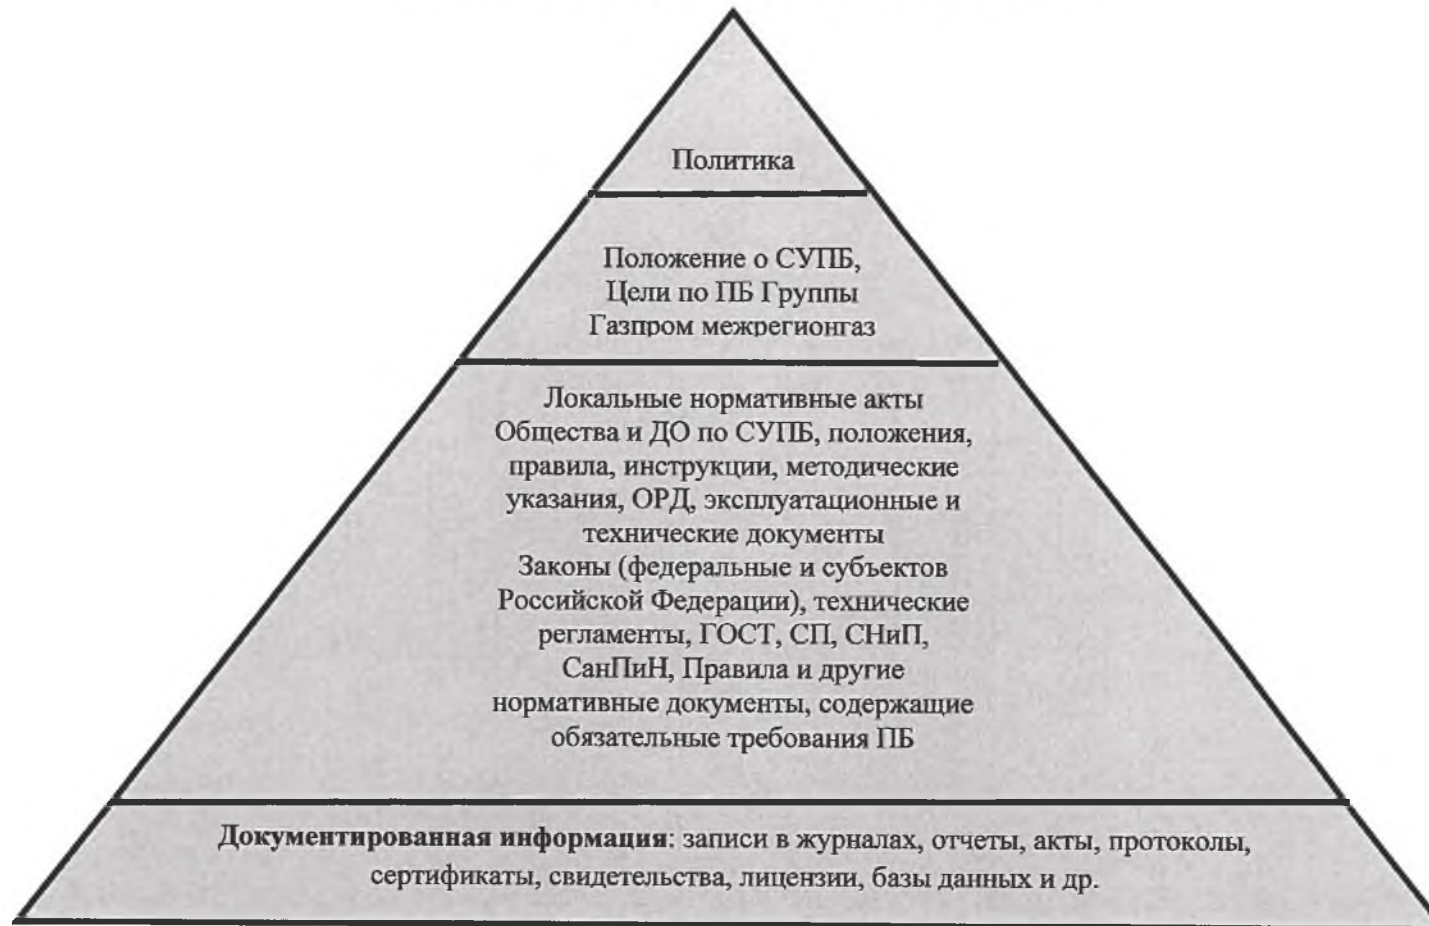 Политика
Положение о СУПБ,
Цели по ПБ Группы
Газпром межрегионгаз
Локальные нормативные акты
Общества и ДО по СУПБ, положения,
правила, инструкции, методические
указания, ОРД, эксплуатационные и
технические документы
Законы (федеральные и субъектов
Российской Федерации), технические
регламенты, ГОСТ, СП, СНиП,
СанПиН, Правила и другие
нормативные документы, содержащие
обязательные требования ПБ
Документированная информация: записи в журналах, отчеты, акты, протоколы,
сертификаты, свидетельства, лицензии, базы данных и др.